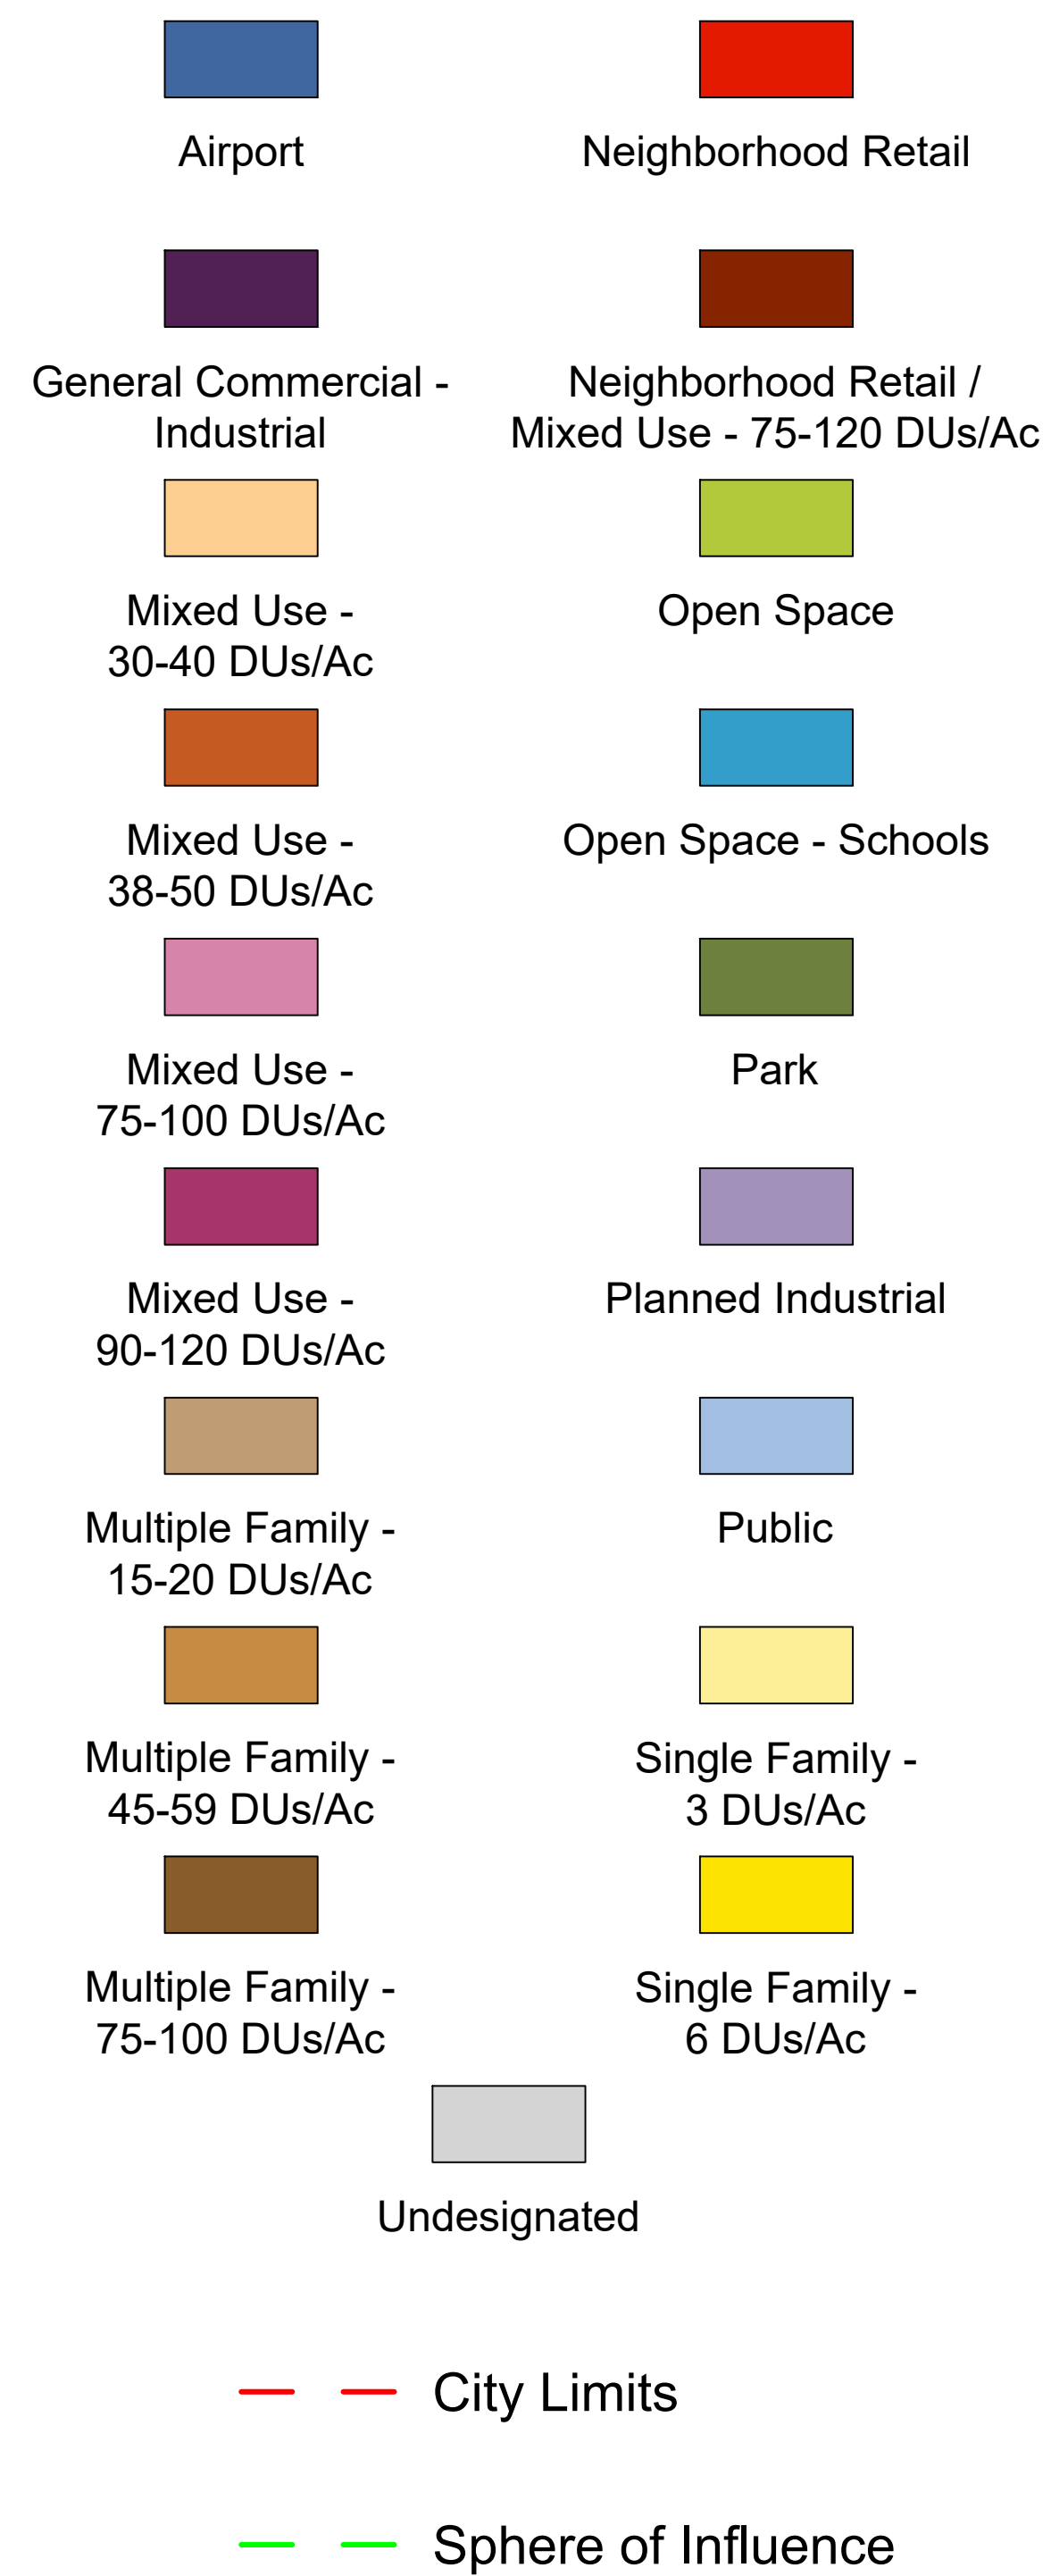 Airport
Neighborhood Retail
General Commercial -
Industrial
Neighborhood Retail /
Mixed Use - 75-120 DUs/Ac
Mixed Use -
30-40 DUs/Ac
Open Space
Mixed Use -
38-50 DUs/Ac
Open Space - Schools
Mixed Use -
75-100 DUs/Ac
Park
Mixed Use -
90-120 DUs/Ac
Planned Industrial
Multiple Family -
15-20 DUs/Ac
Public
Multiple Family -
45-59 DUs/Ac
Single Family -
3 DUs/Ac
Multiple Family -
75-100 DUs/Ac
Single Family -
6 DUs/Ac
Undesignated
City Limits
Sphere of Influence